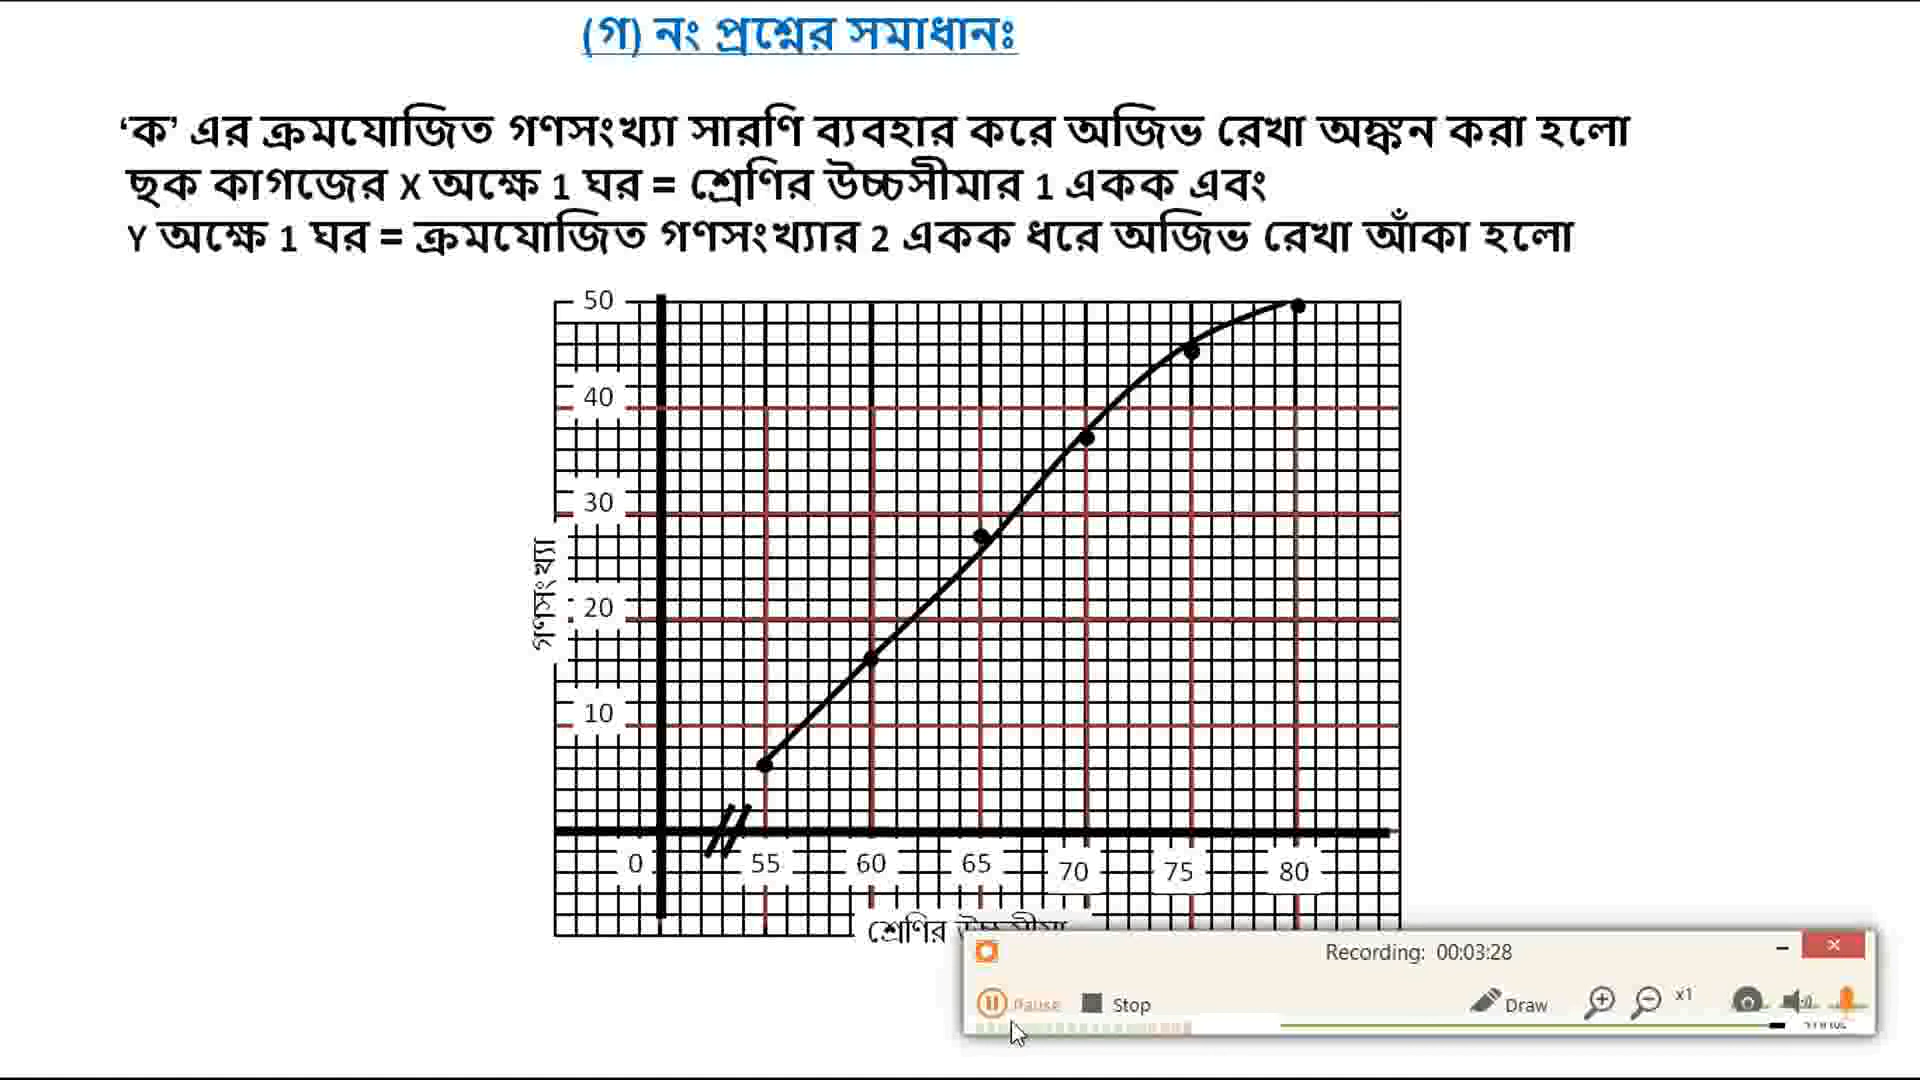 (গ) নং প্রশ্নের সমাধানঃ
‘ক’ এর ক্রমযোজিত গণসংখ্যা সারণি ব্যবহার করে অজিভ রেখা অঙ্কন করা হলো
ছক কাগজের X অক্ষে 1 ঘর = শ্রেণির উচ্চসীমার 1 একক এবং
Y অক্ষে 1 ঘর = ক্রমযোজিত গণসংখ্যার 2 একক ধরে অজিভ রেখা আঁকা হলো
50
40
30
20
10
গণসংখ্যা
0 55 60 65 70 75 80
শ্রেণির উচ্চসীমা
Recording: 00:03:28
Pause Stop Draw x1